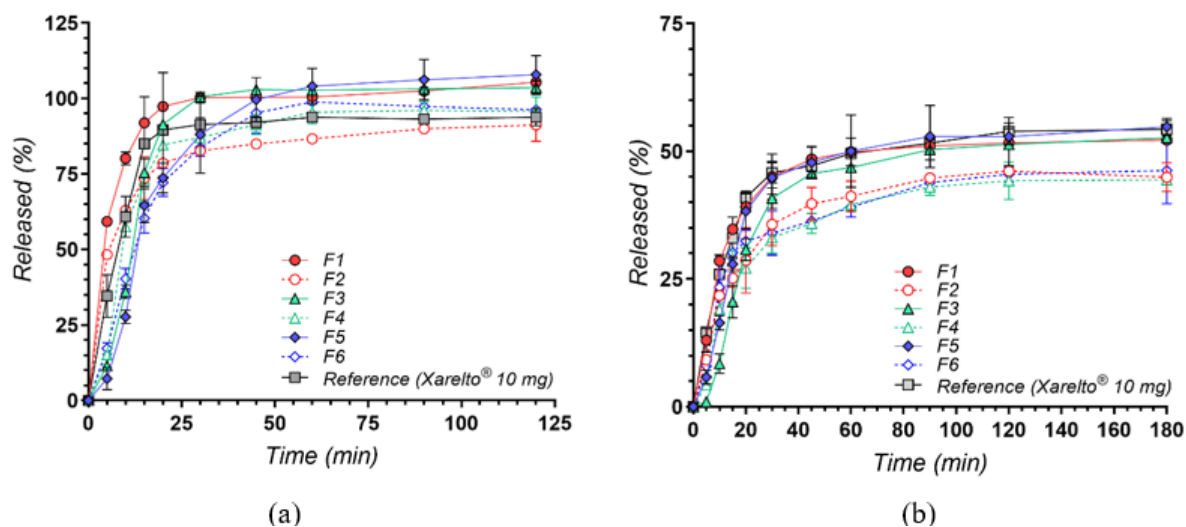 125
100
75
50
25
0
Released (%)
F1
F2
F3
F4
F5
F6
Reference (Xarelto® 10 mg)
0 25 50 75 100 125
Time (min)
(a)
75
50
25
0
Released (%)
F1
F2
F3
F4
F5
F6
Reference (Xarelto® 10 mg)
0 20 40 60 80 100 120 140 160 180
Time (min)
(b)